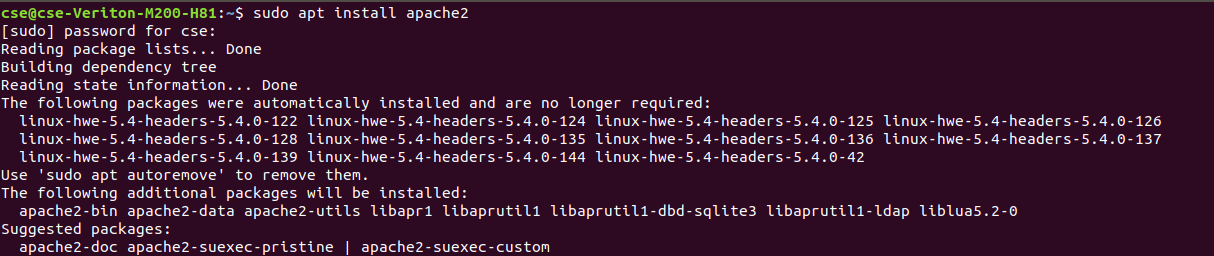 cse@cse-Veriton-M200-H81:~$ sudo apt install apache2
[sudo] password for cse:
Reading package lists... Done
Building dependency tree
Reading state information... Done
The following packages were automatically installed and are no longer required:
  linux-hwe-5.4-headers-5.4.0-122 linux-hwe-5.4-headers-5.4.0-124 linux-hwe-5.4-headers-5.4.0-125 linux-hwe-5.4-headers-5.4.0-126
  linux-hwe-5.4-headers-5.4.0-128 linux-hwe-5.4-headers-5.4.0-135 linux-hwe-5.4-headers-5.4.0-136 linux-hwe-5.4-headers-5.4.0-137
  linux-hwe-5.4-headers-5.4.0-139 linux-hwe-5.4-headers-5.4.0-144 linux-hwe-5.4-headers-5.4.0-42
Use 'sudo apt autoremove' to remove them.
The following additional packages will be installed:
  apache2-bin apache2-data apache2-utils libapr1 libaprutil1 libaprutil1-dbd-sqlite3 libaprutil1-ldap liblua5.2-0
Suggested packages:
  apache2-doc apache2-suexec-pristine | apache2-suexec-custom